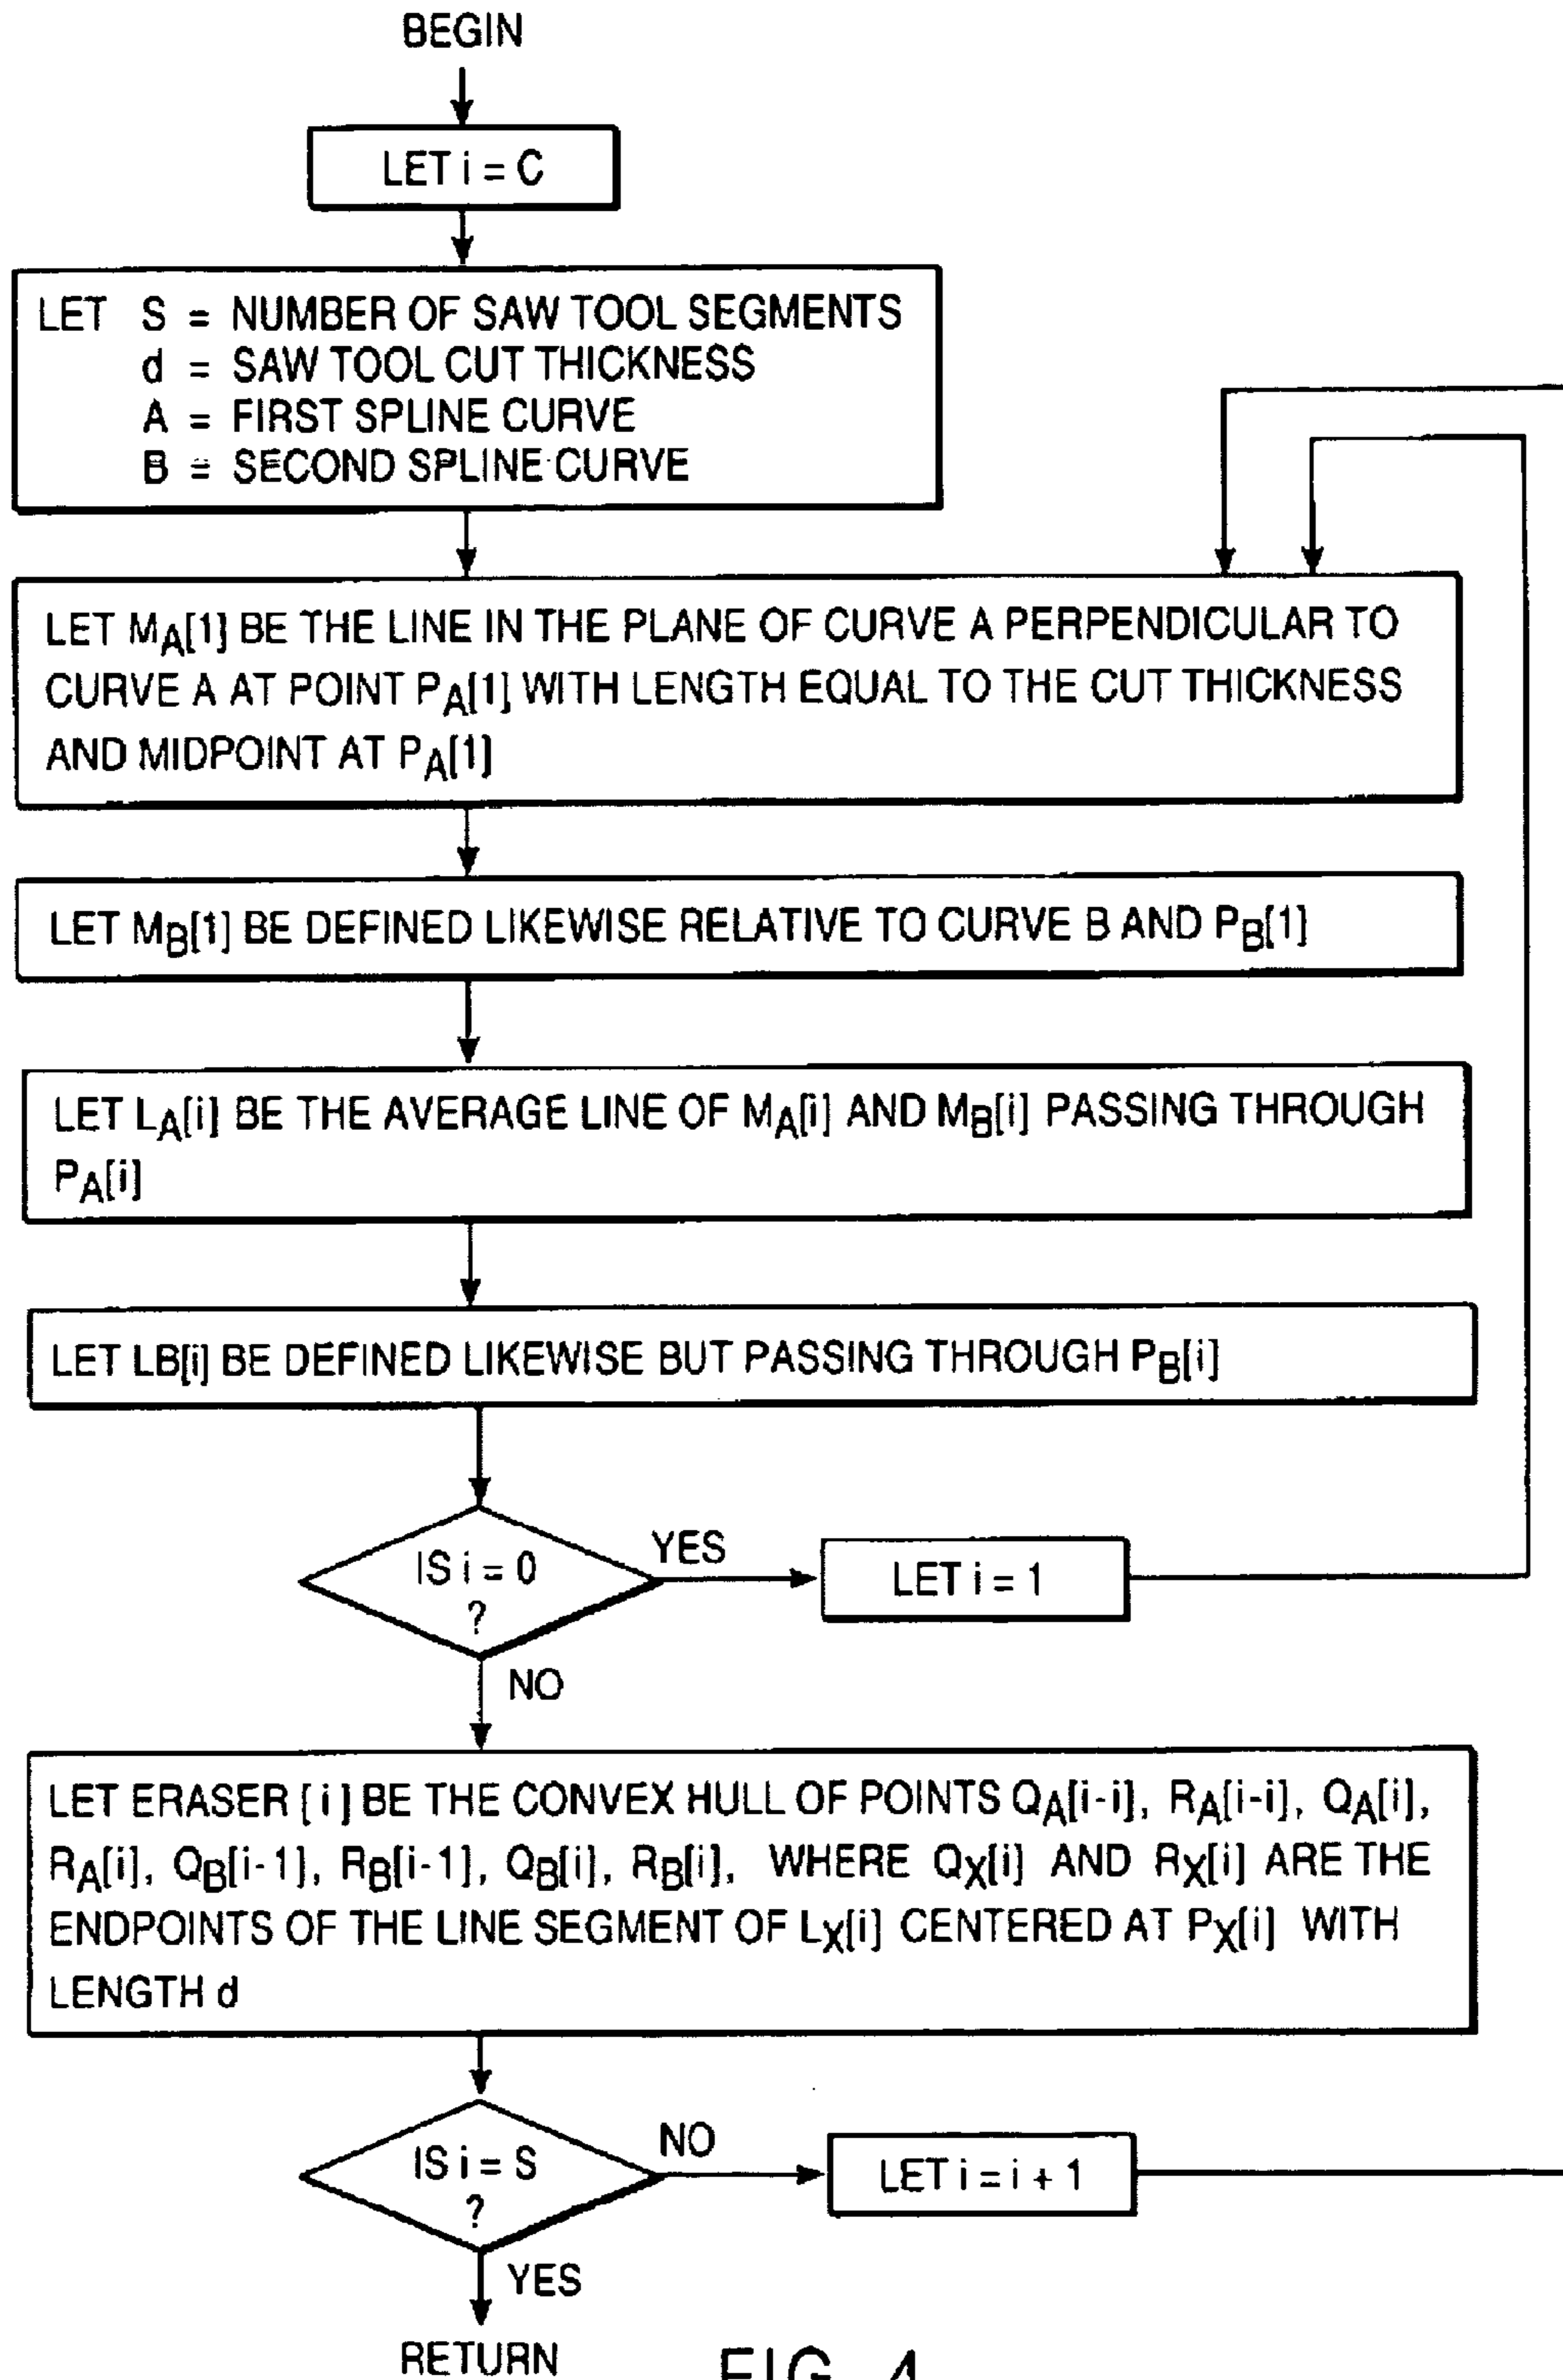 BEGIN
LET i = C
LET S = NUMBER OF SAW TOOL SEGMENTS
d = SAW TOOL CUT THICKNESS
A = FIRST SPLINE CURVE
B = SECOND SPLINE CURVE
LET MA[1] BE THE LINE IN THE PLANE OF CURVE A PERPENDICULAR TO
CURVE A AT POINT PA[1] WITH LENGTH EQUAL TO THE CUT THICKNESS
AND MIDPOINT AT PA[1]
LET MB[1] BE DEFINED LIKEWISE RELATIVE TO CURVE B AND PB[1]
LET LA[i] BE THE AVERAGE LINE OF MA[i] AND MB[i] PASSING THROUGH
PA[i]
LET LB[i] BE DEFINED LIKEWISE BUT PASSING THROUGH PB[i]
IS i = 0
?
YES
LET i = 1
NO
LET ERASER [i] BE THE CONVEX HULL OF POINTS QA[i-i], RA[i-i], QA[i],
RA[i], QB[i-1], RB[i-1], QB[i], RB[i], WHERE QX[i] AND RX[i] ARE THE
ENDPOINTS OF THE LINE SEGMENT OF LX[i] CENTERED AT PX[i] WITH
LENGTH d
IS i = S
?
NO
LET i = i + 1
YES
RETURN
FIG. 4